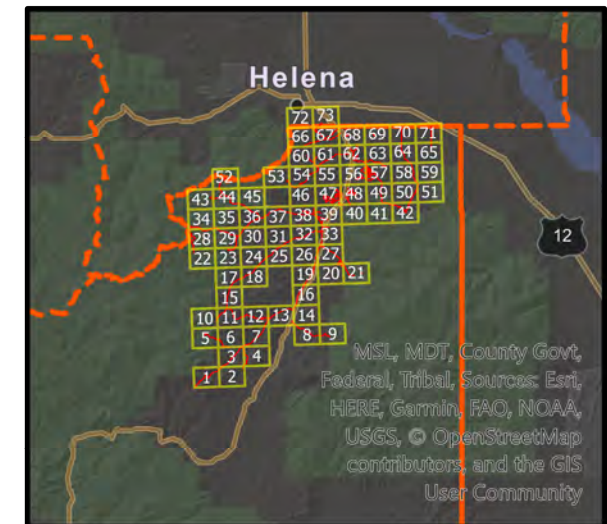 Helena
72 73
66 67 68 69 70 71
60 61 62 63 64 65
52 53 54 55 56 57 58 59
43 44 45 46 47 48 49 50 51
34 35 36 37 38 39 40 41 42
12
28 29 30 31 32 33
22 23 24 25 26 27
17 18 19 20 21
15 16
10 11 12 13 14
5 6 7 8 9
3 4
1 2
MSL, MDT, County Govt,
Federal, Tribal, Sources: Esri,
HERE, Garmin, FAO, NOAA,
USGS, © OpenStreetMap
contributors, and the GIS
User Community